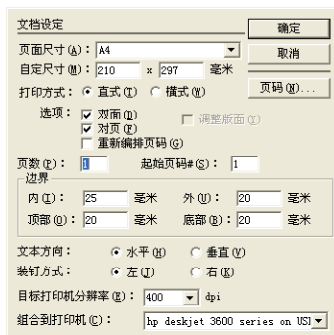 文档设定
确定
页面尺寸(A): A4
取消
自定尺寸(M): 210 x 297 毫米
打印方式: 直式(T) 横式(W)
页码(N)...
选项: 双面(D)
调整版面(Y)
对页(F)
重新编排页码(G)
页数(P): 1 起始页码#(S): 1
边界
内(I): 25 毫米 外(U): 20 毫米
顶部(O): 20 毫米 底部(B): 20 毫米
文本方向: 水平(H) 垂直(V)
装钉方式: 左(J) 右(K)
目标打印机分辨率(E): 400 dpi
组合到打印机(C): hp deskjet 3600 series on USI